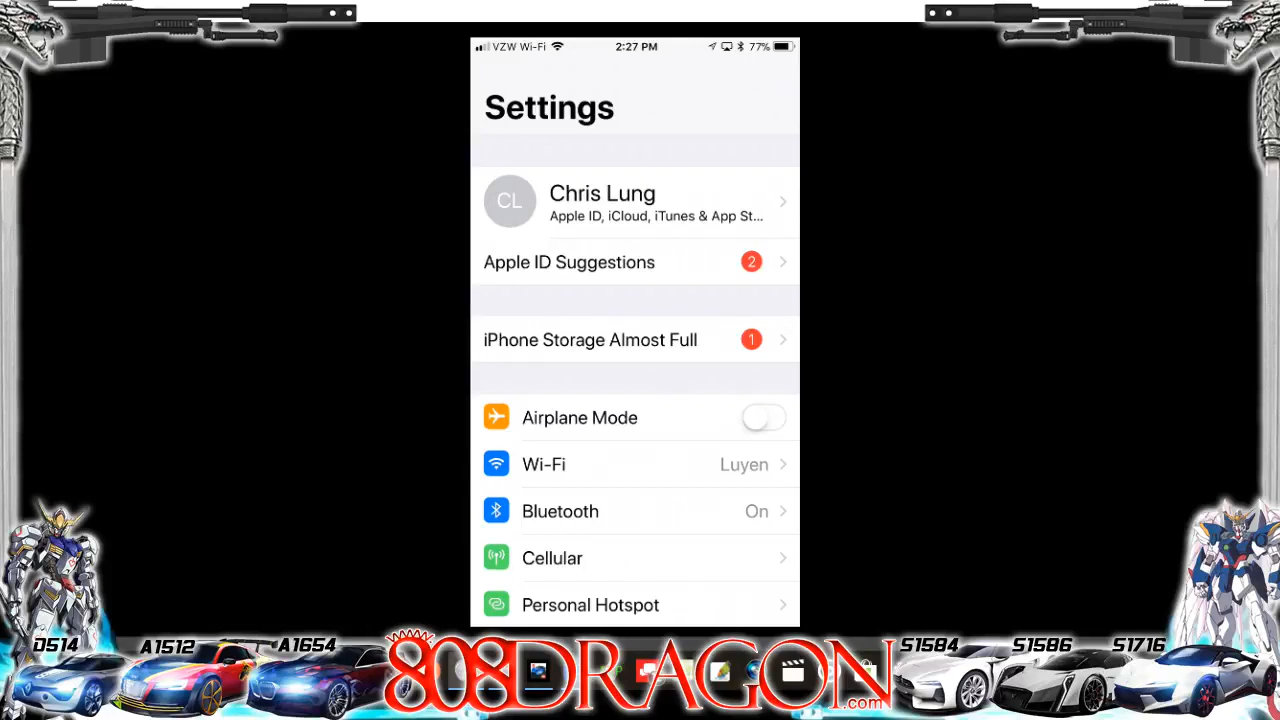 VZW Wi-Fi 2:27 PM 77%
Settings
CL
Chris Lung
Apple ID, iCloud, iTunes & App St...
Apple ID Suggestions 2
iPhone Storage Almost Full 1
Airplane Mode
Wi-Fi Luyen
Bluetooth On
Cellular
Personal Hotspot
D514 A1512 A1654 S1584 S1586 S1716
808DRAGON
.com